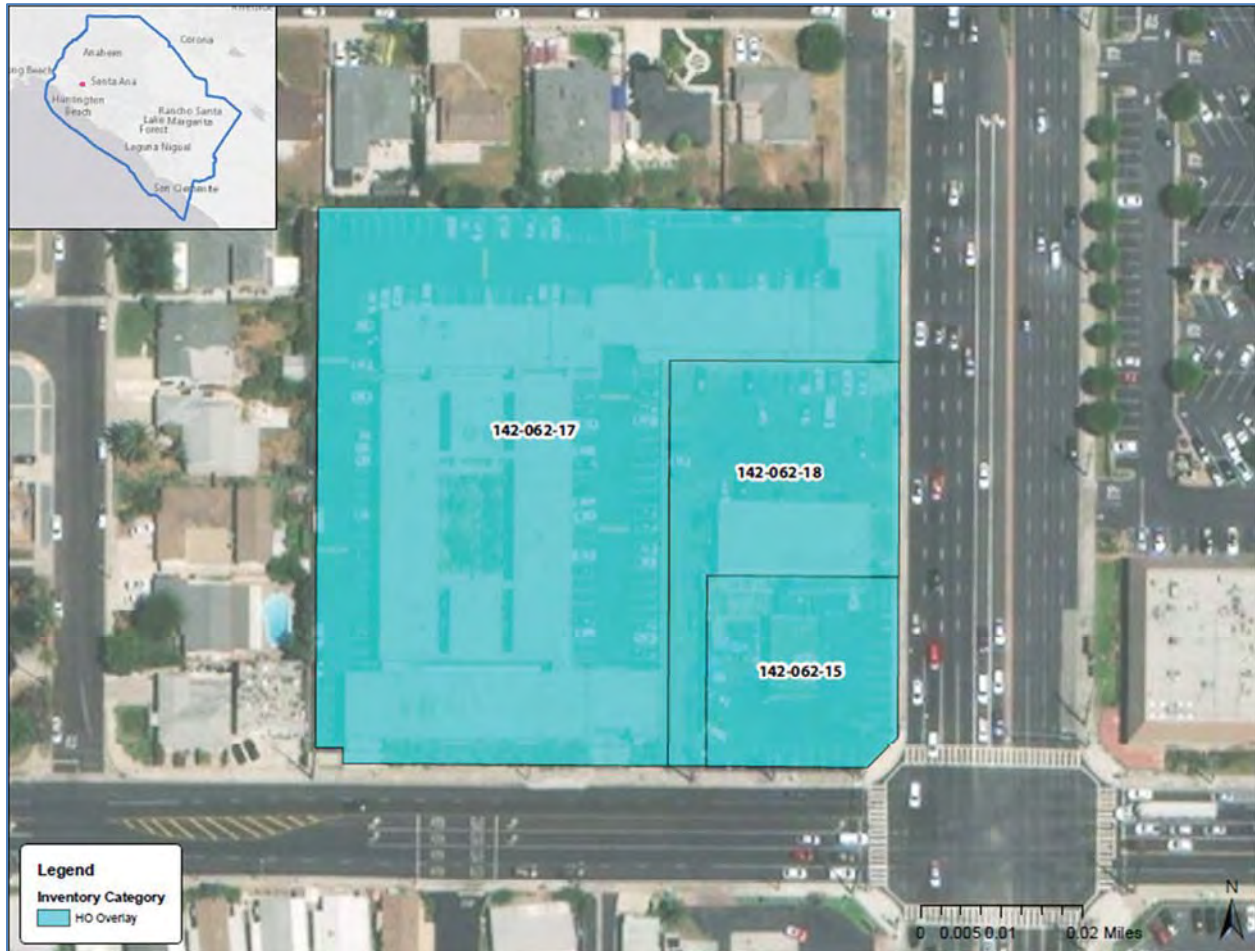 Riverside
Corona
Anaheim
ng Beach
Santa Ana
Huntington
Beach
Rancho Santa
Lake Margarita
Forest
Laguna Niguel
San Clemente
142-062-17
142-062-18
142-062-15
Legend
Inventory Category
HO Overlay
N
0 0.005 0.01 0.02 Miles